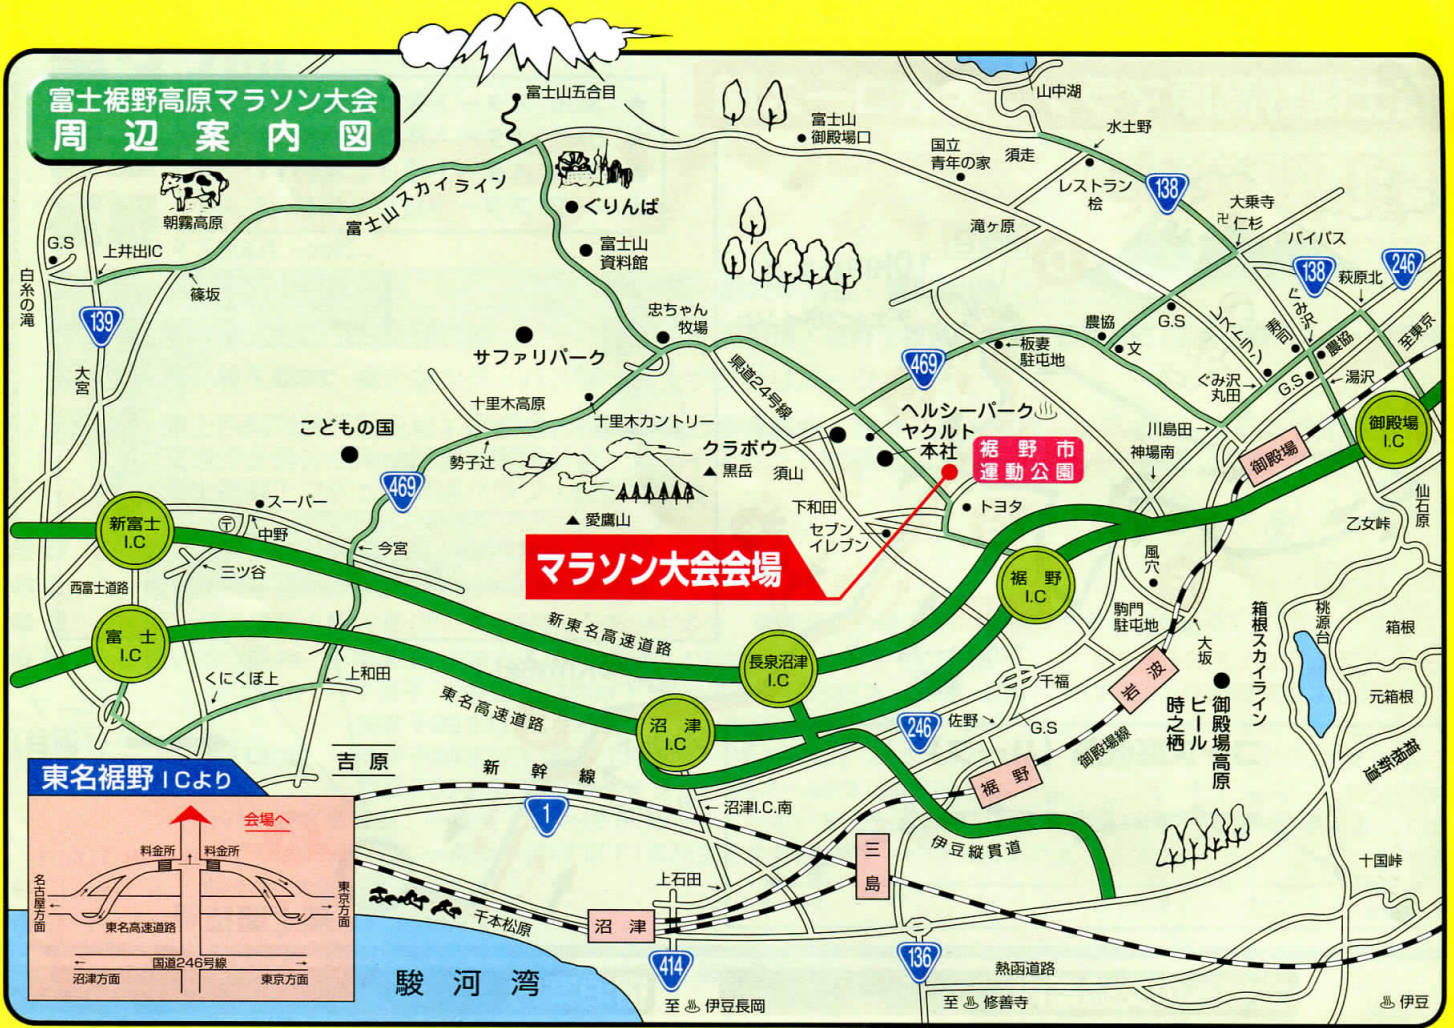 富士裾野高原マラソン大会
周辺案内図
富士山五合目
山中湖
富士山
御殿場口
水土野
国立
青年の家
須走
レストラン
桧
138
大乗寺
卍 仁杉
朝霧高原
富士山スカイライン
ぐりんぱ
滝ヶ原
バイパス
138
萩原北
246
G.S
上井出IC
富士山
資料館
白糸の滝
篠坂
139
忠ちゃん
牧場
農協
G.S
文
レストラン
寿司
ぐみ沢
農協
至東京
サファリパーク
469
板妻
駐屯地
ぐみ沢
丸田
G.S
湯沢
大宮
県道24号線
十里木高原
十里木カントリー
ヘルシーパーク♨
ヤクルト
本社
クラボウ
裾野市
運動公園
川島田
神場南
御殿場
御殿場
I.C
こどもの国
勢子辻
▲黒岳
須山
469
スーパー
〒
中野
▲愛鷹山
下和田
セブン
イレブン
トヨタ
仙石原
乙女峠
新富士
I.C
今宮
三ツ谷
マラソン大会会場
風穴
西富士道路
裾野
I.C
駒門
駐屯地
桃源台
箱根
富士
I.C
新東名高速道路
長泉沼津
I.C
大坂
箱根スカイライン
岩波
くにくぼ上
上和田
東名高速道路
千福
元箱根
沼津
I.C
246
佐野
G.S
御殿場高原
ビール
時之栖
吉原
新幹線
御殿場線
箱根新道
裾野
東名裾野ICより
会場へ
料金所
料金所
名古屋方面
東京方面
東名高速道路
国道246号線
沼津方面
東京方面
1
沼津I.C.南
三島
伊豆縦貫道
十国峠
上石田
千本松原
沼津
駿河湾
414
136
熱函道路
至♨伊豆長岡
至♨修善寺
♨伊豆